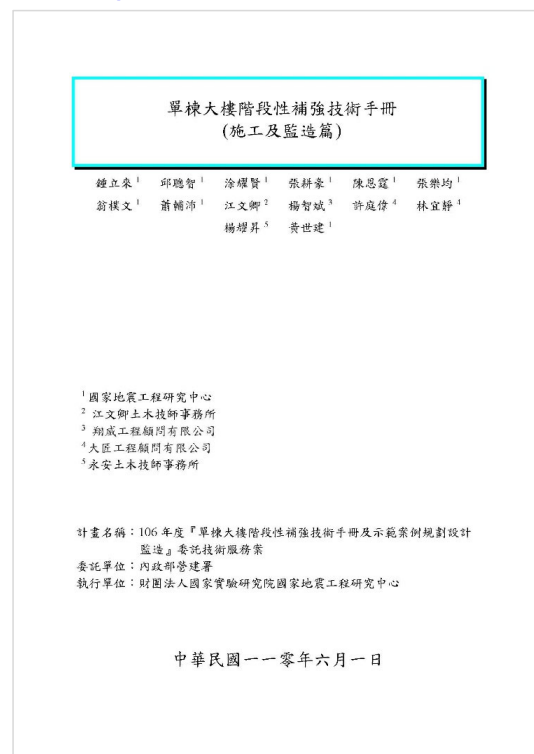 單棟大樓階段性補強技術手冊
(施工及監造篇)
鍾立來1 邱聰智1 涂耀賢1 張耕豪1 陳恩霆1 張樂均1
翁樸文1 蕭輔沛1 江文卿2 楊智斌3 許庭偉4 林宜靜4
楊耀昇5 黃世建1
1 國家地震工程研究中心
2 江文卿土木技師事務所
3 翔威工程顧問有限公司
4 大匠工程顧問有限公司
5 永安土木技師事務所
計畫名稱：106 年度『單棟大樓階段性補強技術手冊及示範案例規劃設計
監造』委託技術服務案
委託單位：內政部營建署
執行單位：財團法人國家實驗研究院國家地震工程研究中心
中華民國一一零年六月一日